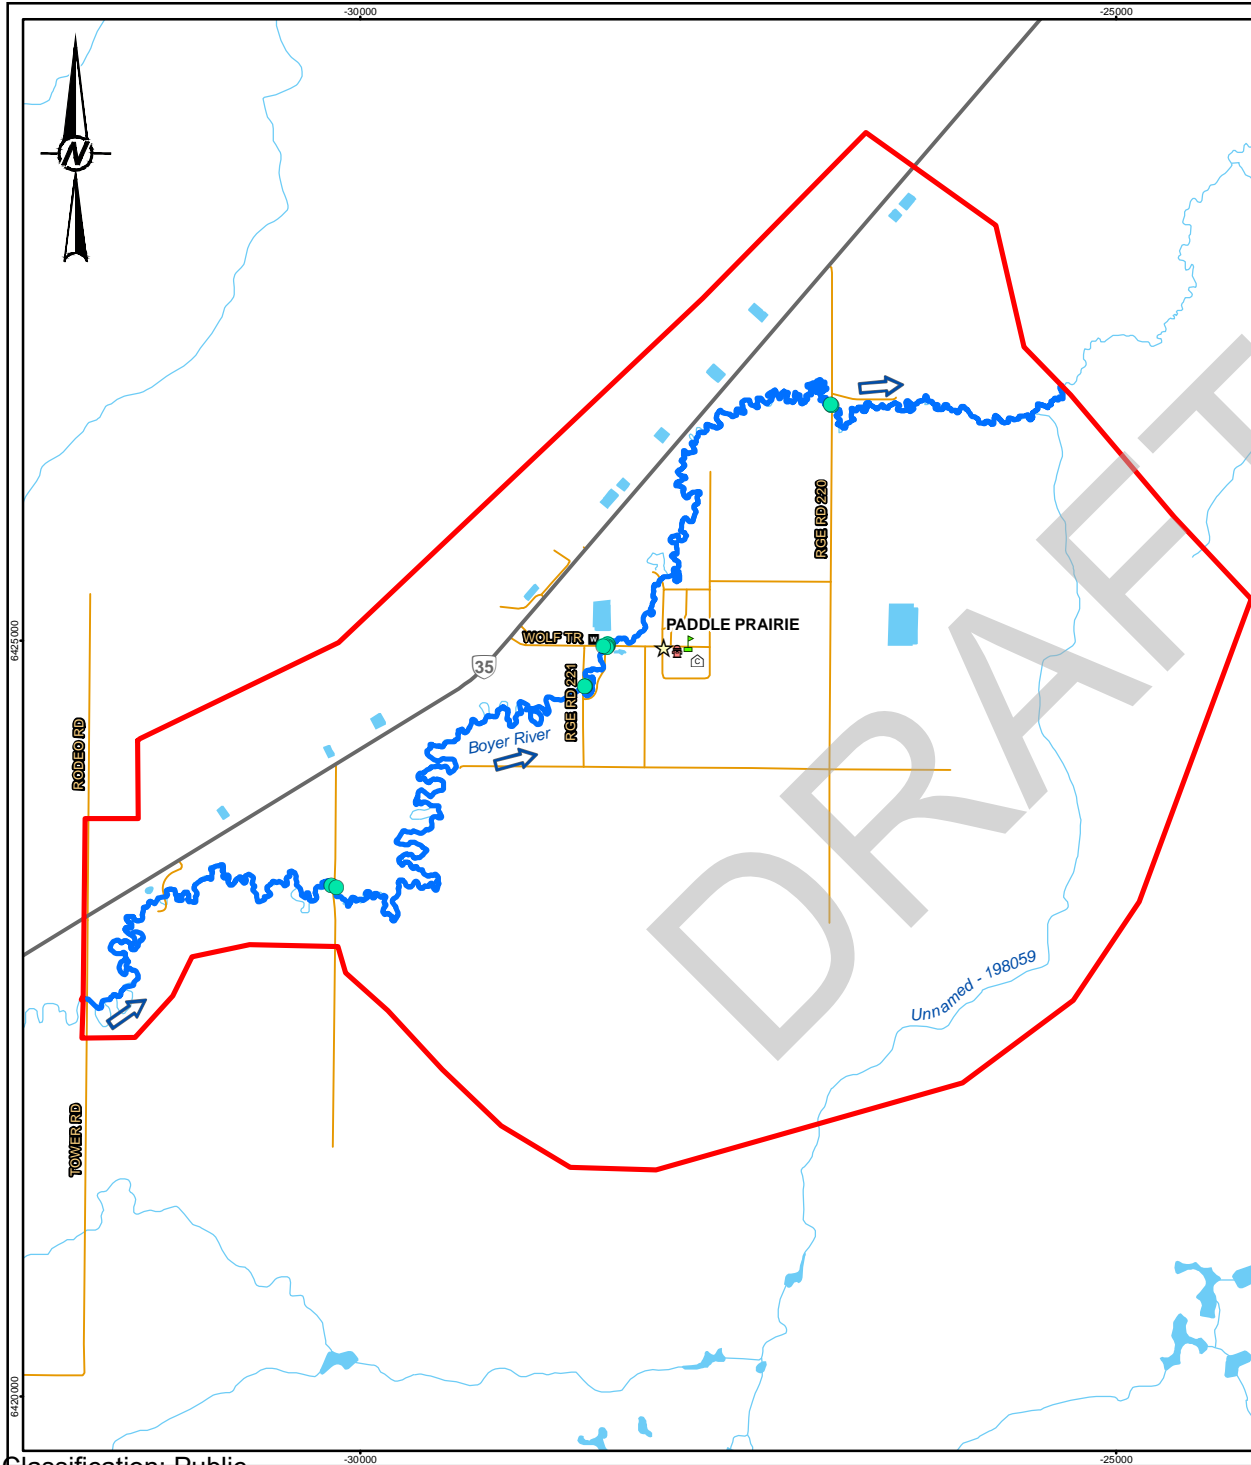 -30000
-25000
N
DRAFT
RGE RD 220
6425000
PADDLE PRAIRIE
WOLF TR
W
C
35
RGE RD 221
Boyer River
RODEO RD
Unnamed - 198059
TOWER RD
6420000
-30000
-25000
Classification: Public